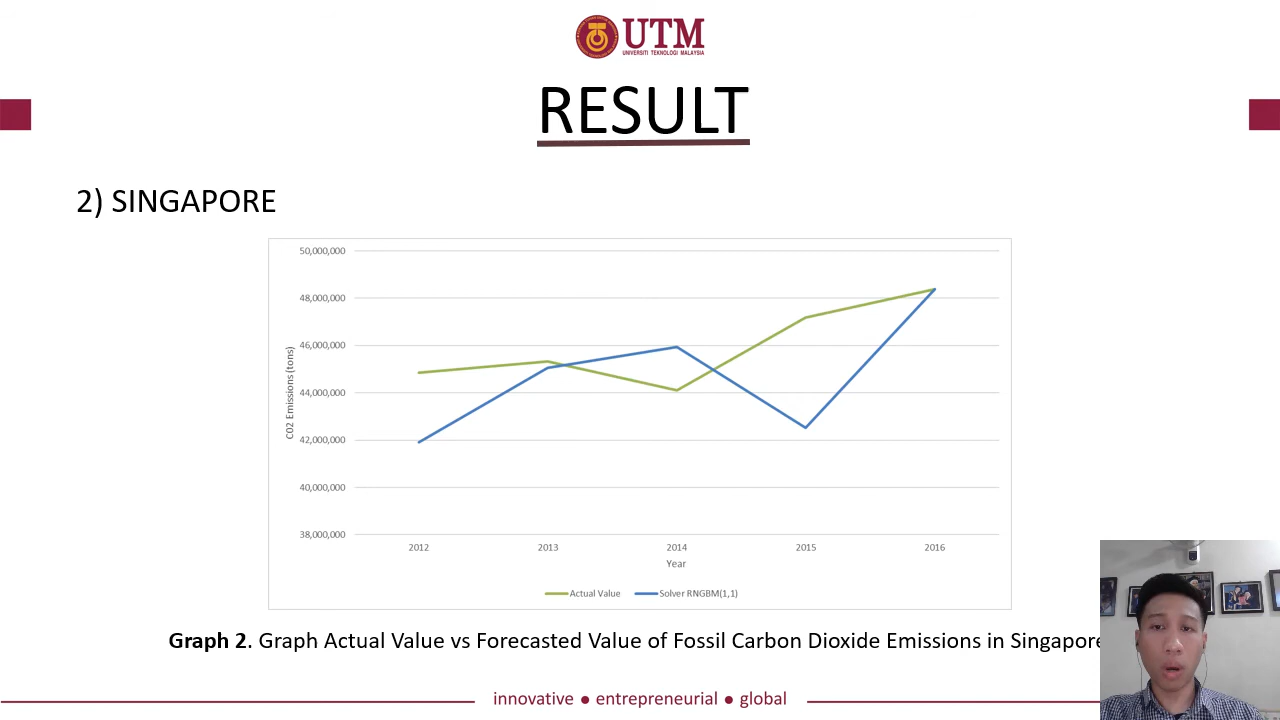 UTM
UNIVERSITI TEKNOLOGI MALAYSIA
RESULT
2) SINGAPORE
50,000,000
48,000,000
46,000,000
44,000,000
42,000,000
40,000,000
38,000,000
C02 Emissions (tons)
2012 2013 2014 2015 2016
Year
Actual Value Solver RNGBM(1,1)
Graph 2. Graph Actual Value vs Forecasted Value of Fossil Carbon Dioxide Emissions in Singapore
innovative ● entrepreneurial ● global